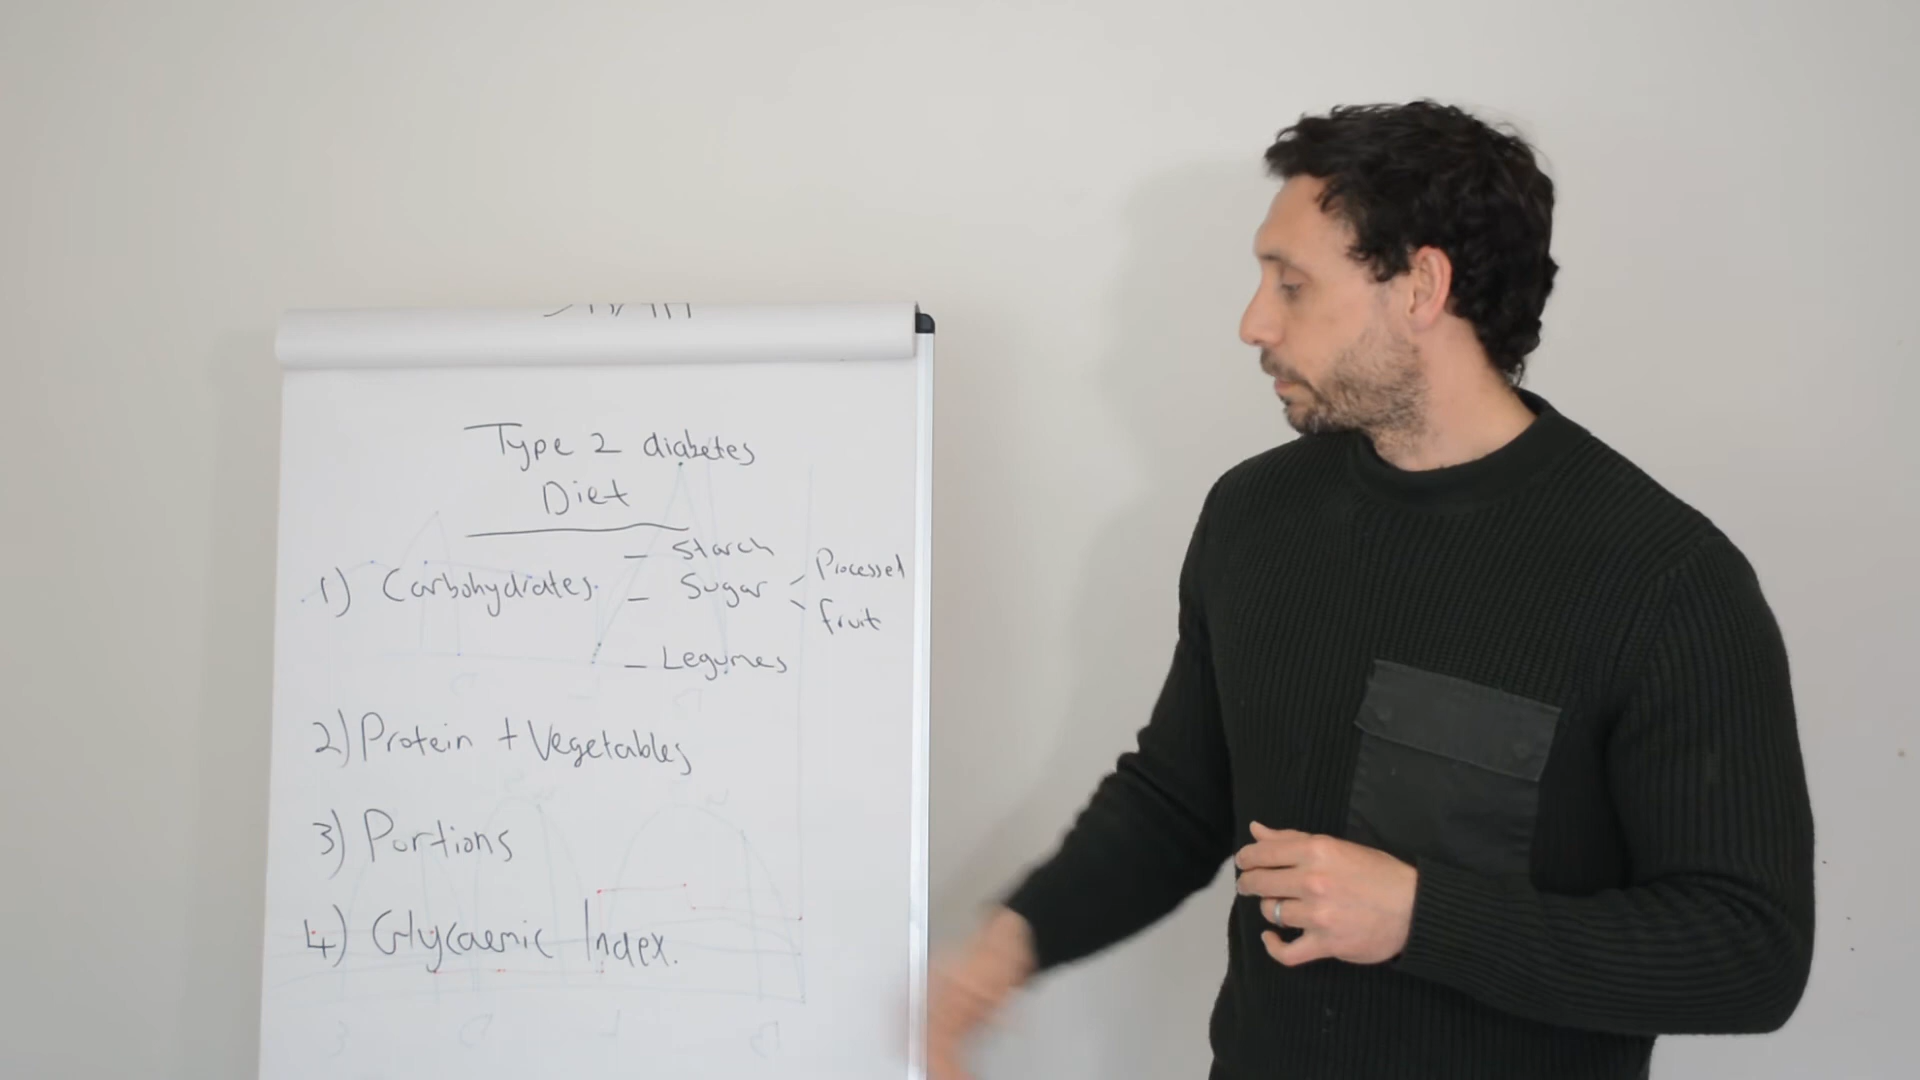 Type 2 diabetes
Diet
1) Carbohydrates. - Starch
- Sugar Processed
fruit
- Legumes
2) Protein + Vegetables
3) Portions
4) Glycaemic Index.